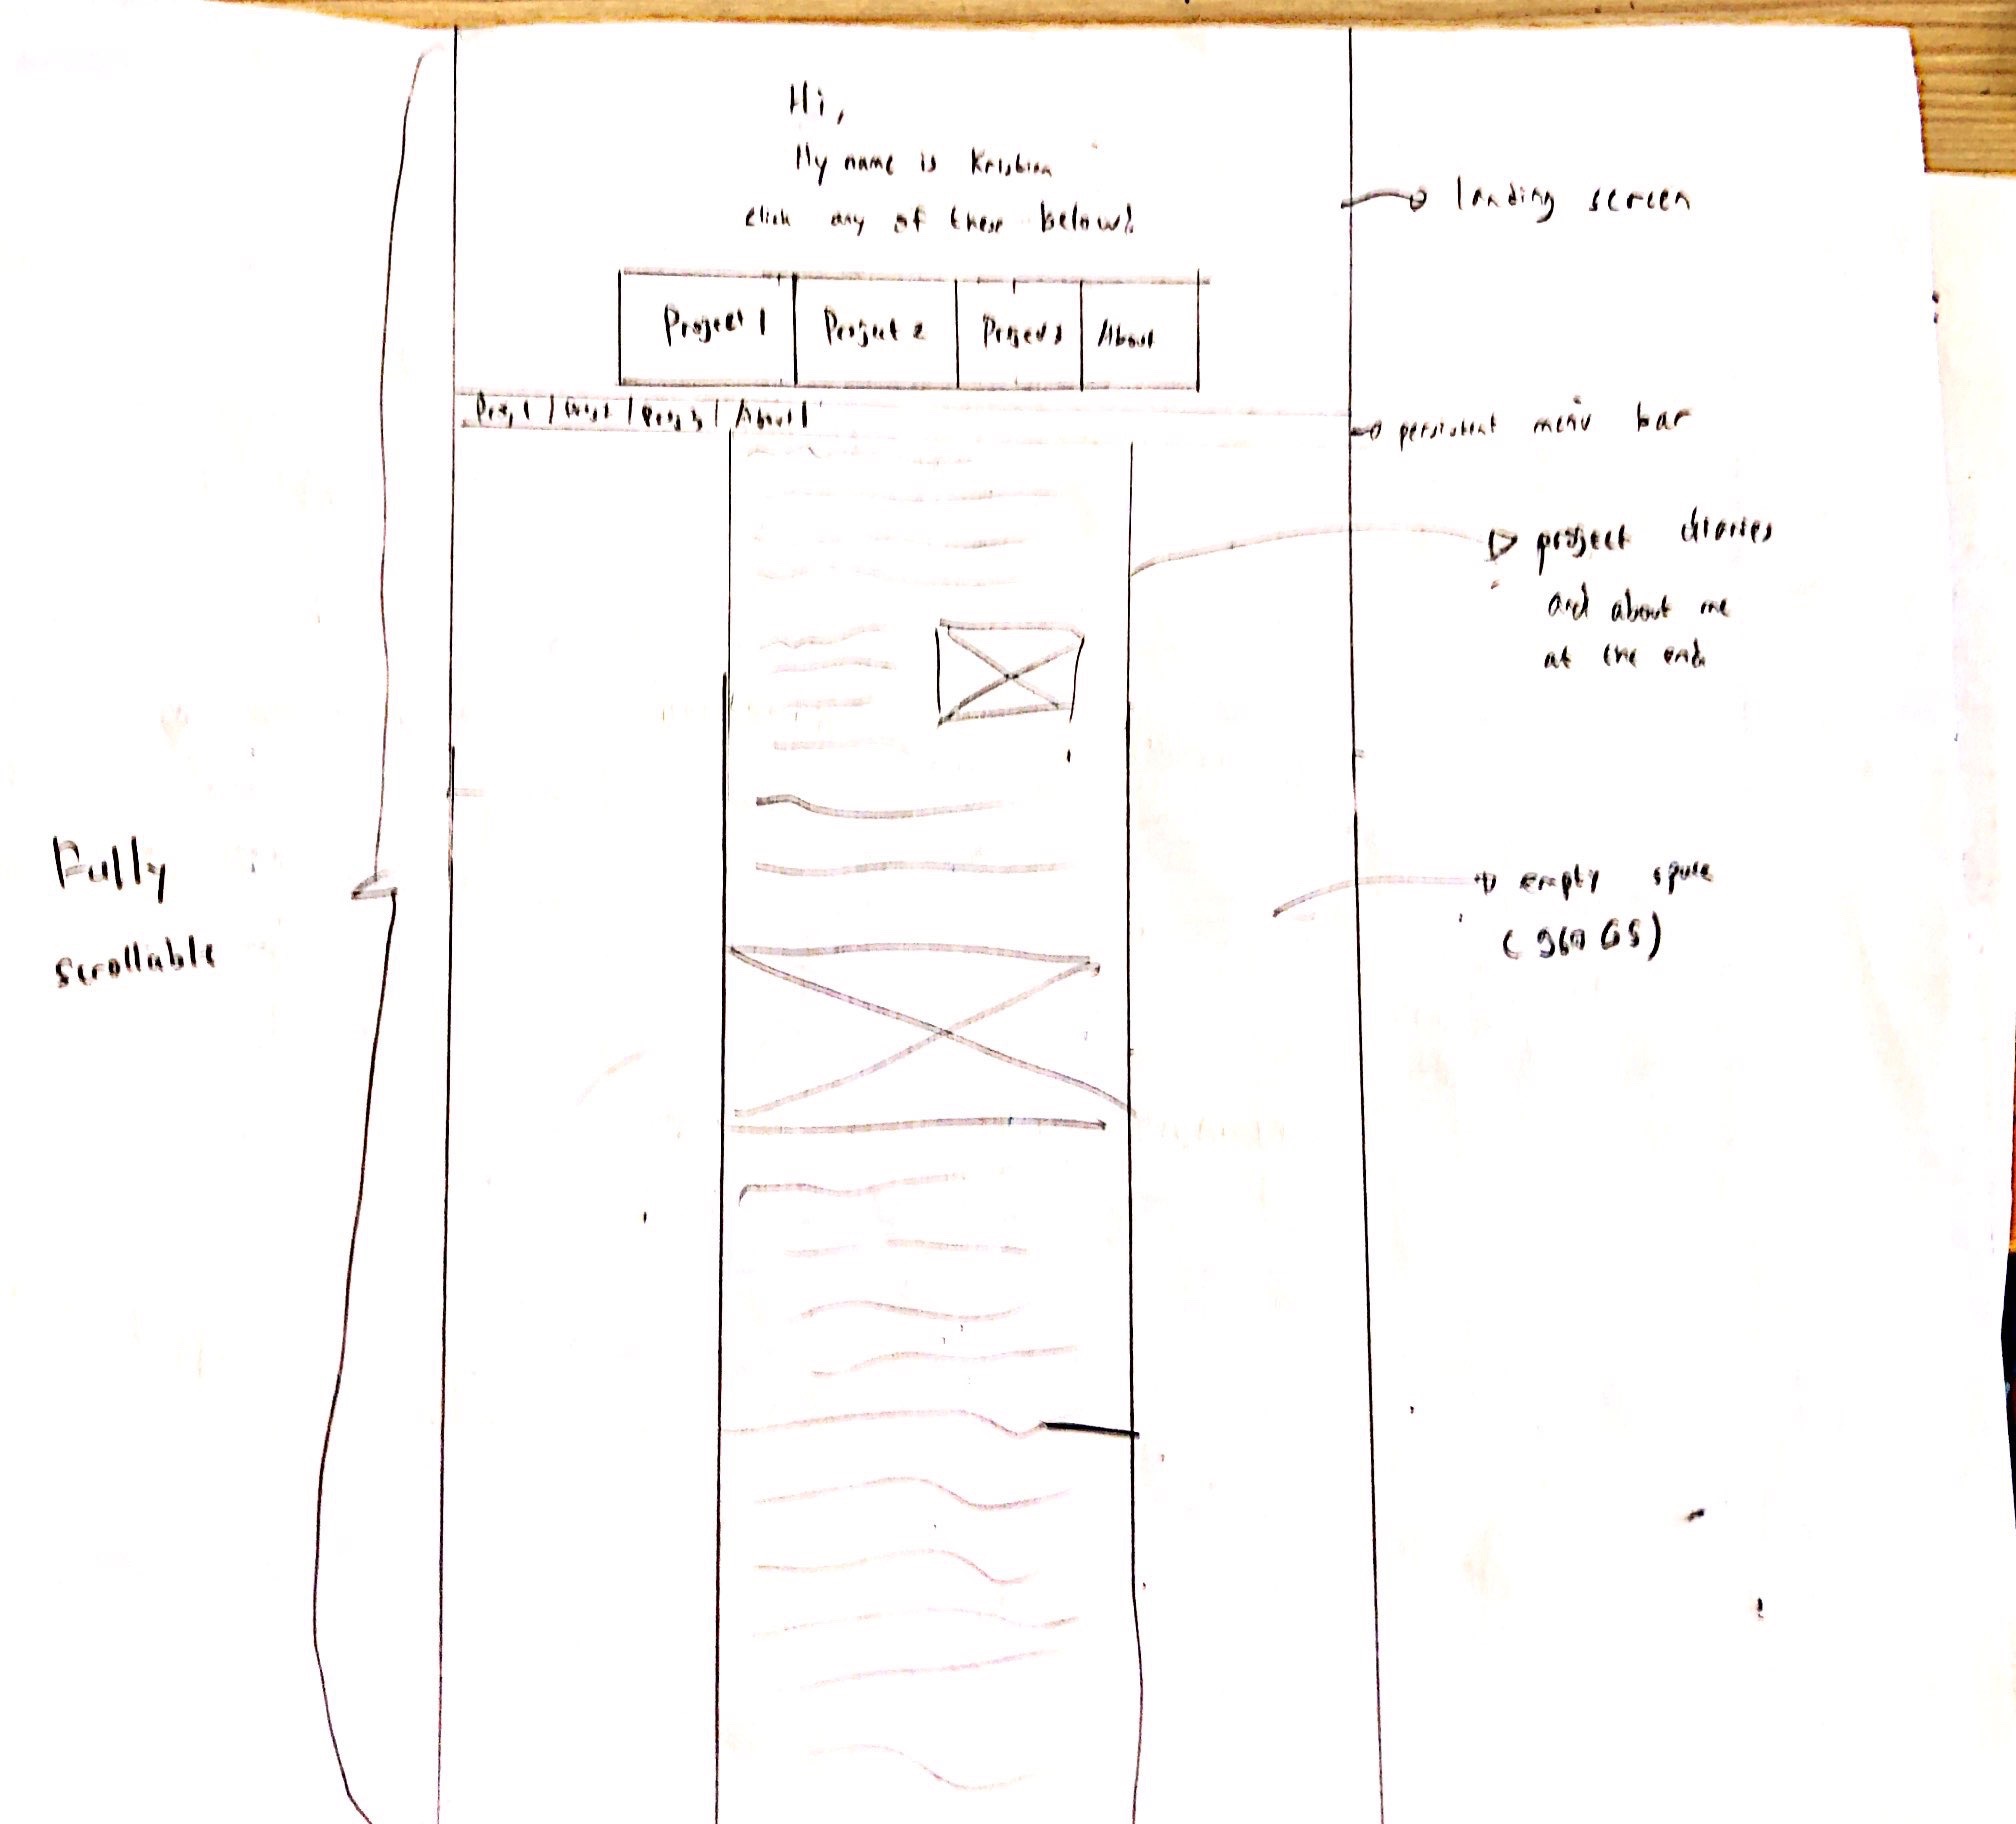 Hi,
My name is Kristian
click any of these below!
Project 1
Project 2
Project 3
About
Proj 1 | Proj 2 | Proj 3 | About |
landing screen
persistent menu bar
project diaries
and about me
at the end
empty space
(960 GS)
Fully
scrollable